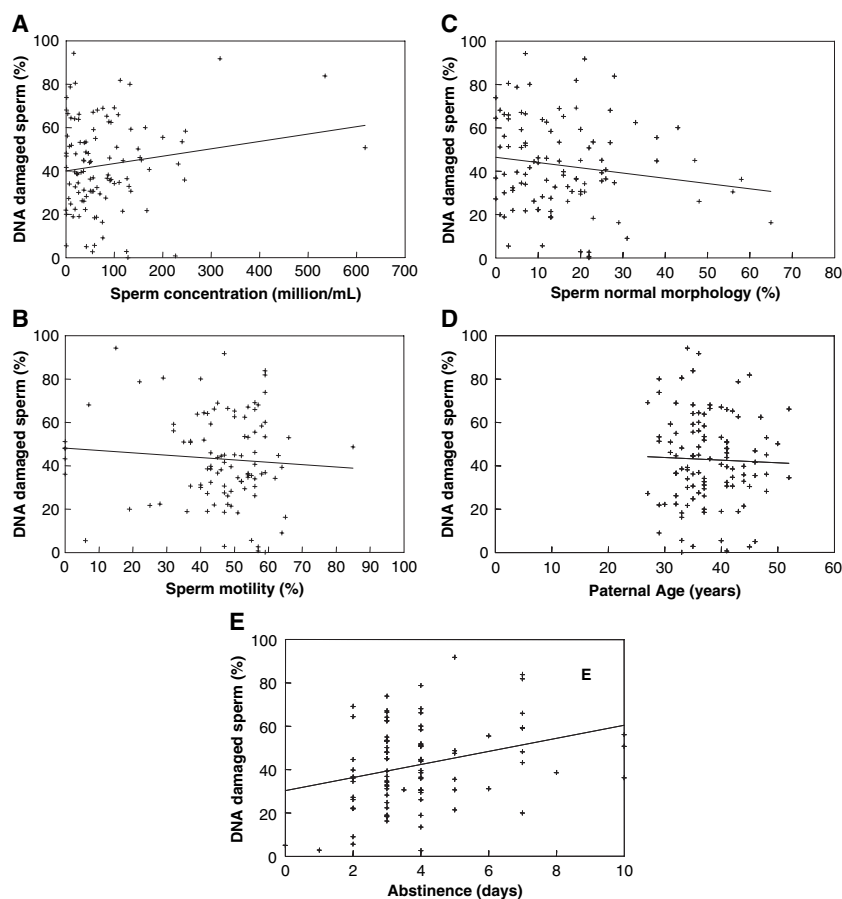 A
DNA damaged sperm (%)
100
80
60
40
20
0
0 100 200 300 400 500 600 700
Sperm concentration (million/mL)
C
DNA damaged sperm (%)
100
80
60
40
20
0
0 10 20 30 40 50 60 70 80
Sperm normal morphology (%)
B
DNA damaged sperm (%)
100
80
60
40
20
0
0 10 20 30 40 50 60 70 80 90 100
Sperm motility (%)
D
DNA damaged sperm (%)
100
80
60
40
20
0
0 10 20 30 40 50 60
Paternal Age (years)
E
DNA damaged sperm (%)
100
80
60
40
20
0
E
0 2 4 6 8 10
Abstinence (days)